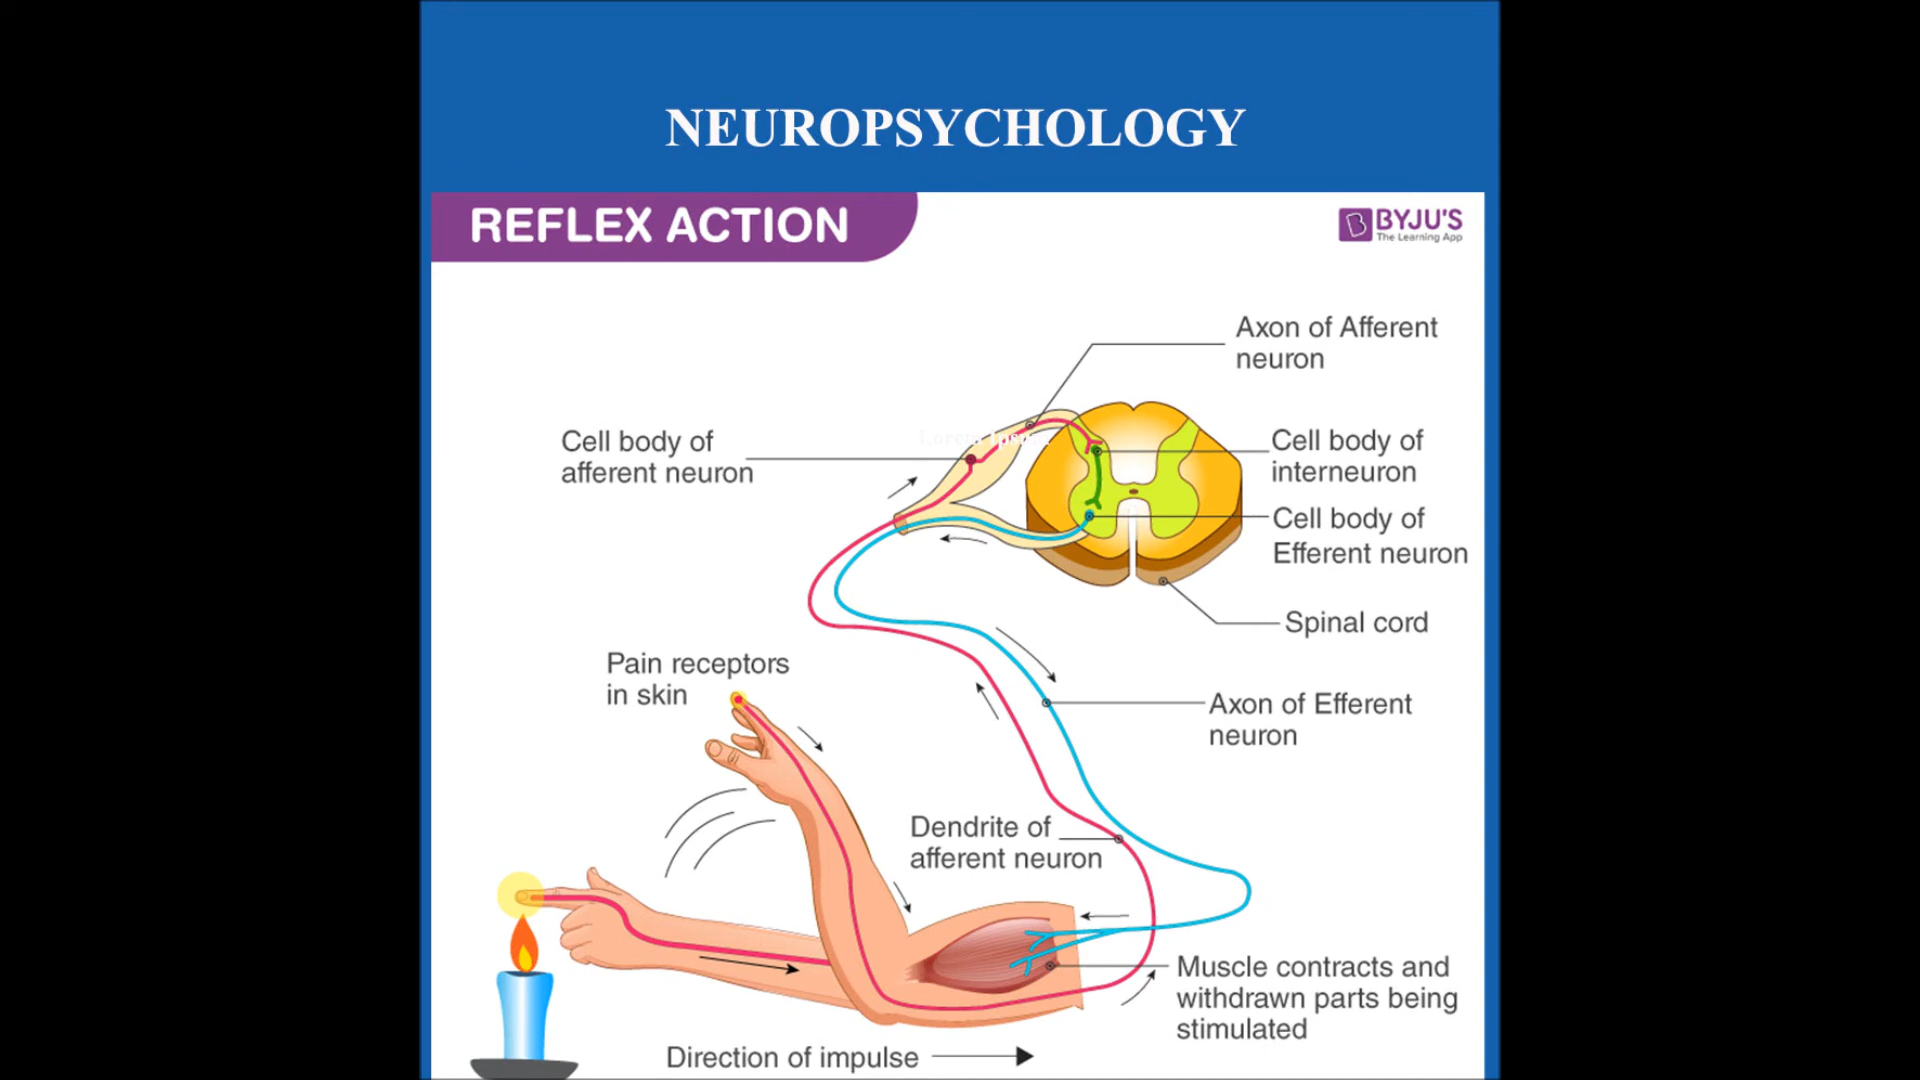 NEUROPSYCHOLOGY
REFLEX ACTION
BYJU'S
The Learning App
Axon of Afferent
neuron
Cell body of
afferent neuron
Lorem Ipsum
Cell body of
interneuron
Cell body of
Efferent neuron
Spinal cord
Pain receptors
in skin
Axon of Efferent
neuron
Dendrite of
afferent neuron
Muscle contracts and
withdrawn parts being
stimulated
Direction of impulse